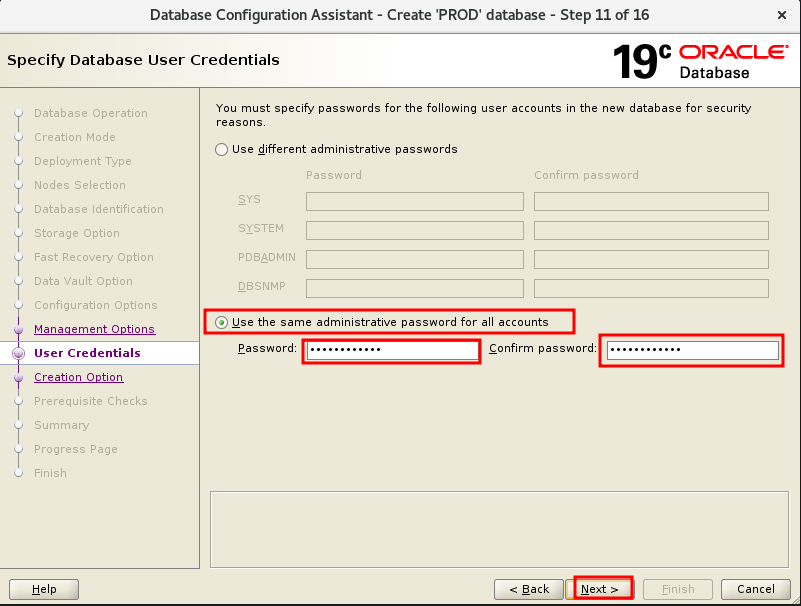 Database Configuration Assistant - Create 'PROD' database - Step 11 of 16
×
Specify Database User Credentials
19c ORACLE
Database
Database Operation
Creation Mode
Deployment Type
Nodes Selection
Database Identification
Storage Option
Fast Recovery Option
Data Vault Option
Configuration Options
Management Options
User Credentials
Creation Option
Prerequisite Checks
Summary
Progress Page
Finish
You must specify passwords for the following user accounts in the new database for security
reasons.
Use different administrative passwords
Password Confirm password
SYS
SYSTEM
PDBADMIN
DBSNMP
Use the same administrative password for all accounts
Password: •••••••••••• Confirm password: ••••••••••••
Help < Back Next > Finish Cancel